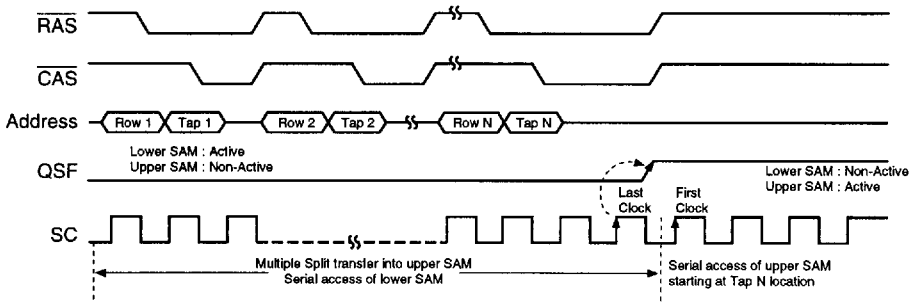 RAS
CAS
Address
Row 1 Tap 1 Row 2 Tap 2 Row N Tap N
Lower SAM : Active
Upper SAM : Non-Active
QSF
Lower SAM : Non-Active
Upper SAM : Active
Last
Clock
First
Clock
SC
Multiple Split transfer into upper SAM
Serial access of lower SAM
Serial access of upper SAM
starting at Tap N location